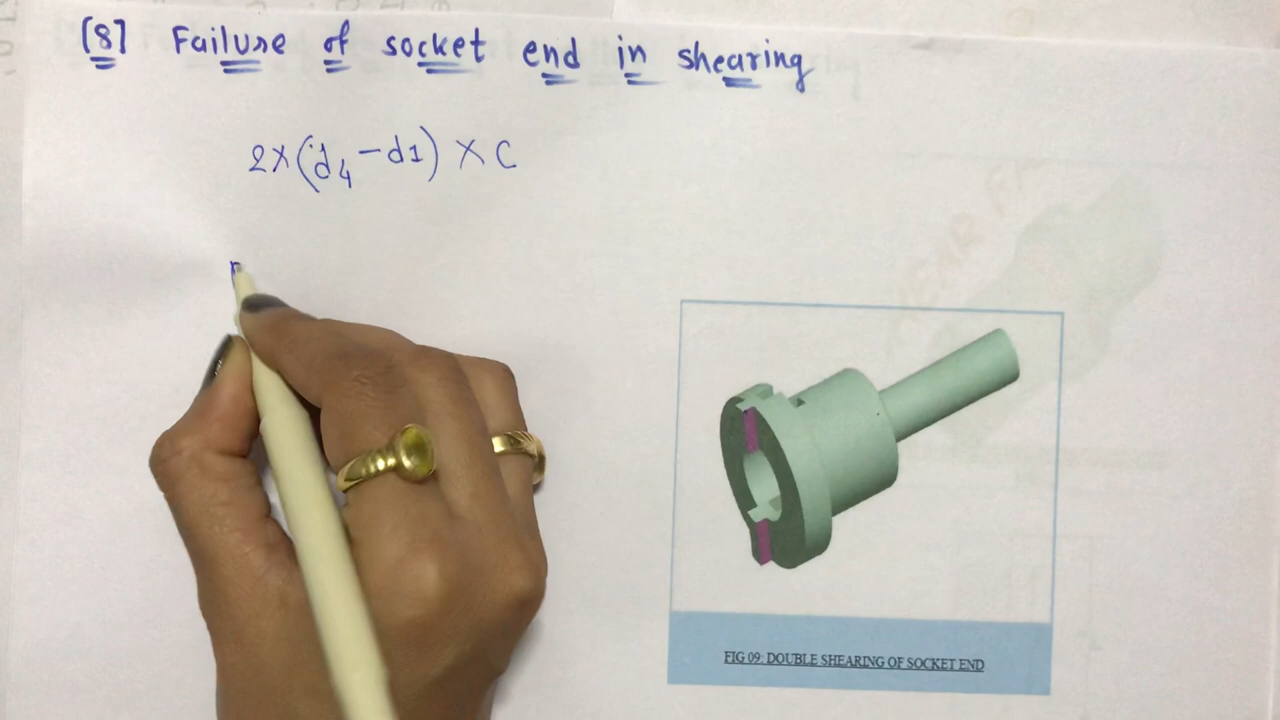 [8] Failure of socket end in shearing
2×(d4-d1) × C
FIG 09: DOUBLE SHEARING OF SOCKET END